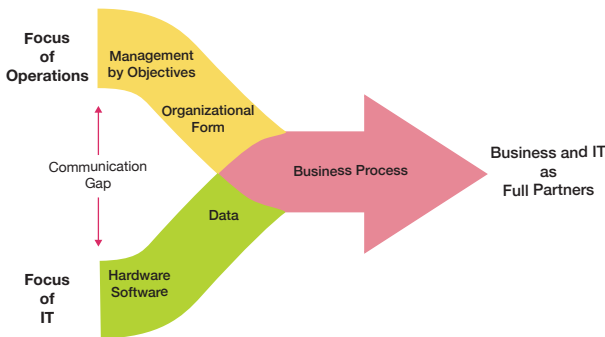 Focus
of
Operations
Management
by Objectives
Organizational
Form
Communication
Gap
Business Process
Business and IT
as
Full Partners
Data
Hardware
Software
Focus
of
IT